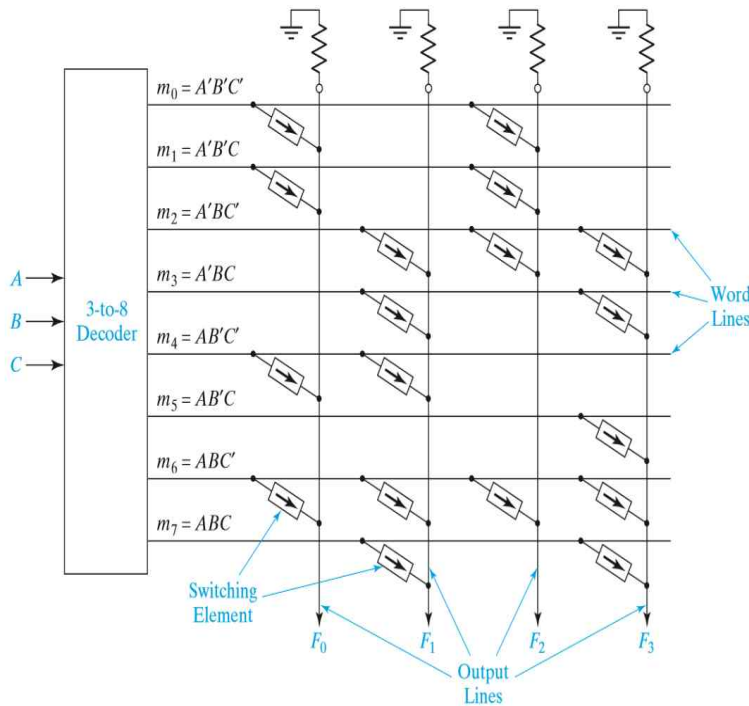 m₀ = A′B′C′
m₁ = A′B′C
m₂ = A′BC′
m₃ = A′BC
m₄ = AB′C′
m₅ = AB′C
m₆ = ABC′
m₇ = ABC
A
B
C
3-to-8
Decoder
Word
Lines
Switching
Element
F₀
F₁
F₂
F₃
Output
Lines